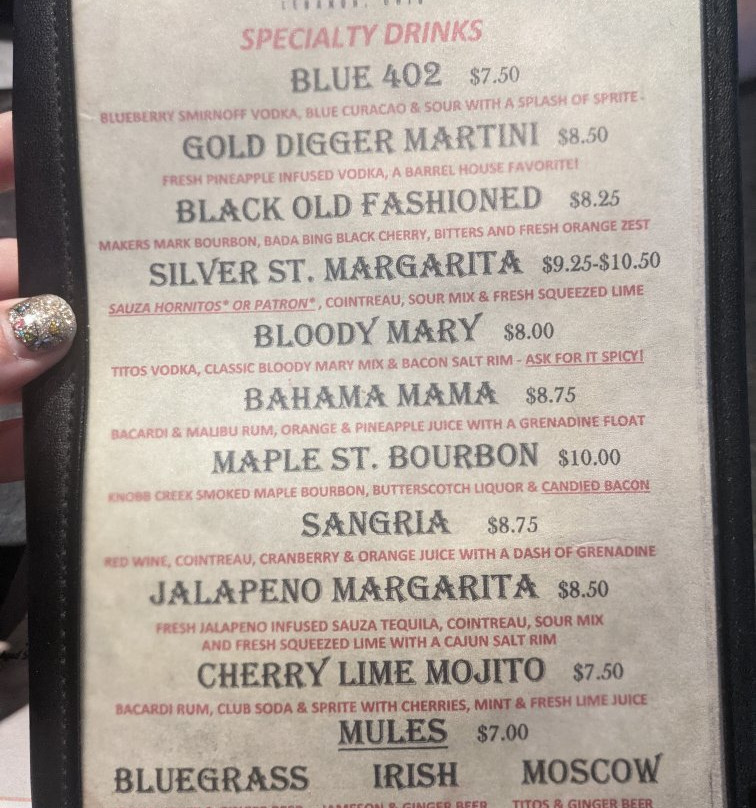 SPECIALTY DRINKS
BLUE 402 $7.50
BLUEBERRY SMIRNOFF VODKA, BLUE CURACAO & SOUR WITH A SPLASH OF SPRITE
GOLD DIGGER MARTINI $8.50
FRESH PINEAPPLE INFUSED VODKA, A BARREL HOUSE FAVORITE!
BLACK OLD FASHIONED $8.25
MAKERS MARK BOURBON, BADA BING BLACK CHERRY, BITTERS AND FRESH ORANGE ZEST
SILVER ST. MARGARITA $9.25-$10.50
SAUZA HORNITOS* OR PATRON*, COINTREAU, SOUR MIX & FRESH SQUEEZED LIME
BLOODY MARY $8.00
TITOS VODKA, CLASSIC BLOODY MARY MIX & BACON SALT RIM - ASK FOR IT SPICY!
BAHAMA MAMA $8.75
BACARDI & MALIBU RUM, ORANGE & PINEAPPLE JUICE WITH A GRENADINE FLOAT
MAPLE ST. BOURBON $10.00
KNOBB CREEK SMOKED MAPLE BOURBON, BUTTERSCOTCH LIQUOR & CANDIED BACON
SANGRIA $8.75
RED WINE, COINTREAU, CRANBERRY & ORANGE JUICE WITH A DASH OF GRENADINE
JALAPENO MARGARITA $8.50
FRESH JALAPENO INFUSED SAUZA TEQUILA, COINTREAU, SOUR MIX
AND FRESH SQUEEZED LIME WITH A CAJUN SALT RIM
CHERRY LIME MOJITO $7.50
BACARDI RUM, CLUB SODA & SPRITE WITH CHERRIES, MINT & FRESH LIME JUICE
MULES $7.00
BLUEGRASS IRISH MOSCOW
JAMESON & GINGER BEER TITOS & GINGER BEER